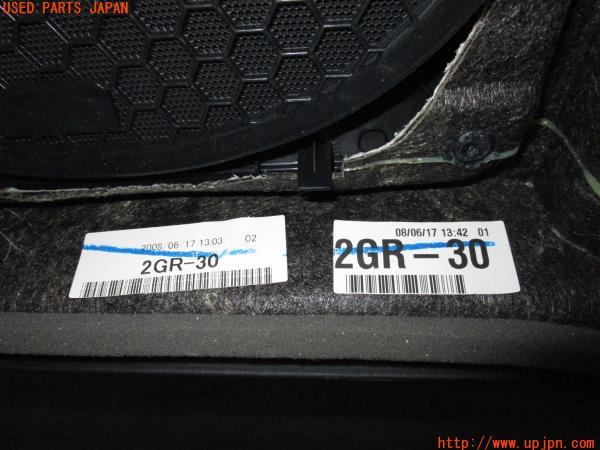 USED PARTS JAPAN
2008/06/17 13:03 02
2GR-30
08/06/17 13:42 01
2GR-30
http://www.upjpn.com